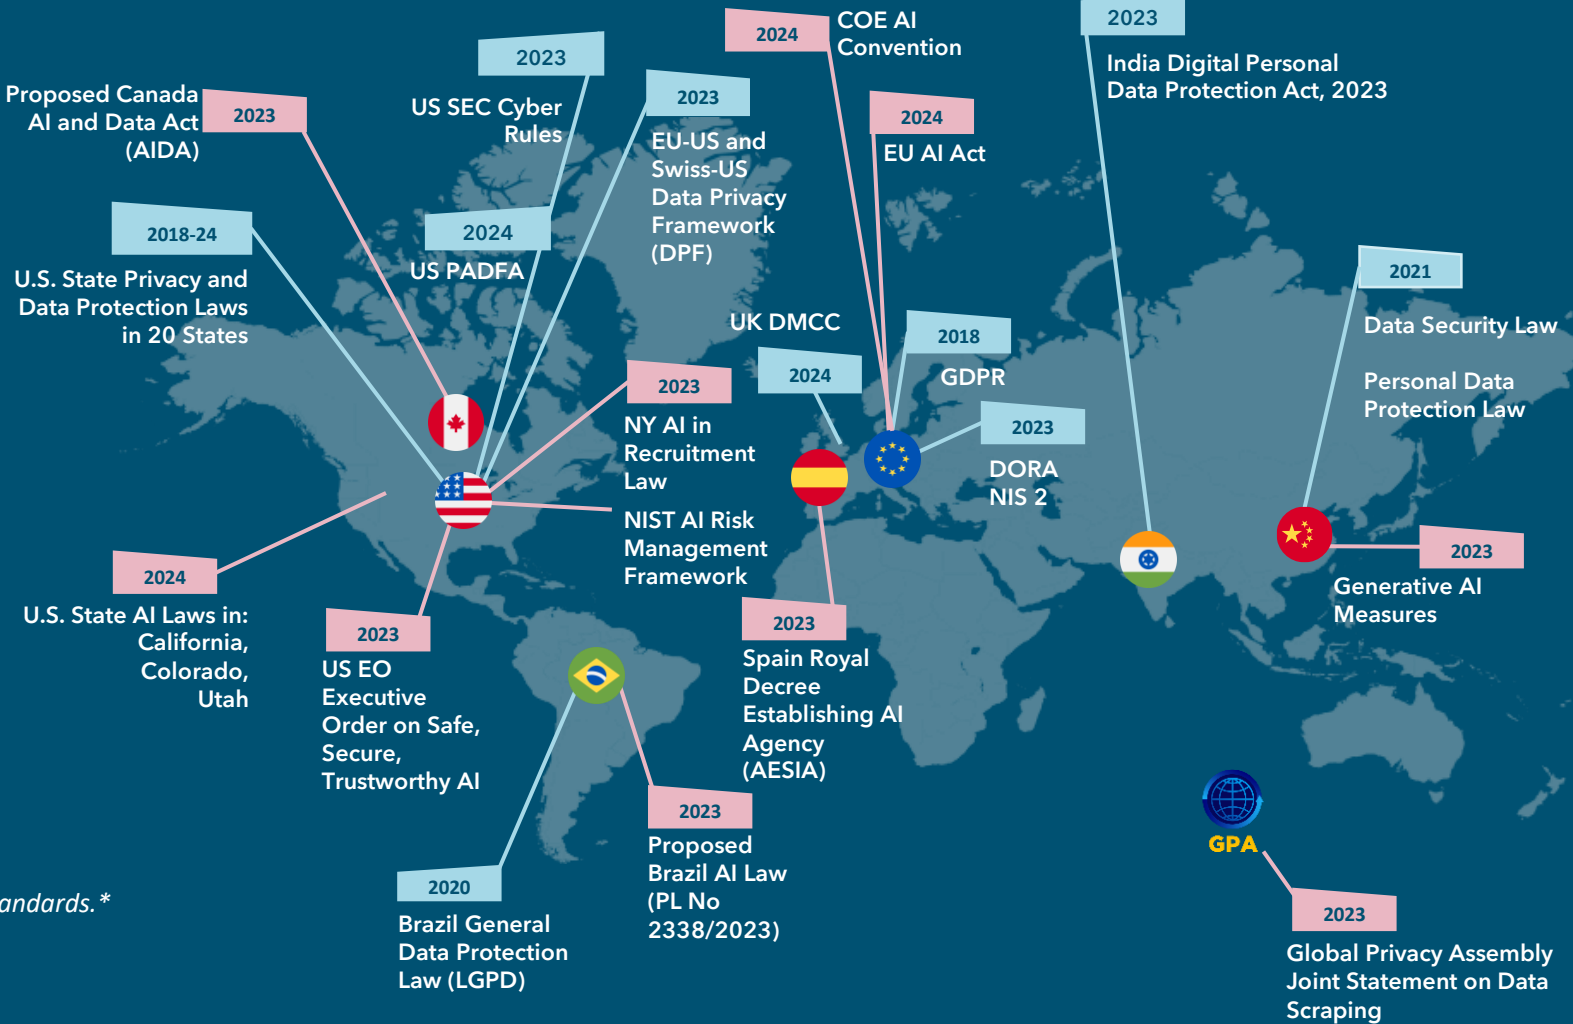 2023
Proposed Canada
AI and Data Act
(AIDA)
2023
US SEC Cyber
Rules
2023
EU-US and
Swiss-US
Data Privacy
Framework
(DPF)
2024
COE AI
Convention
2024
EU AI Act
2023
India Digital Personal
Data Protection Act, 2023
2018-24
U.S. State Privacy and
Data Protection Laws
in 20 States
2024
US PADFA
UK DMCC
2024
2018
GDPR
2023
DORA
NIS 2
2021
Data Security Law
Personal Data
Protection Law
2023
NY AI in
Recruitment
Law
NIST AI Risk
Management
Framework
2024
U.S. State AI Laws in:
California,
Colorado,
Utah
2023
US EO
Executive
Order on Safe,
Secure,
Trustworthy AI
2023
Spain Royal
Decree
Establishing AI
Agency
(AESIA)
2023
Generative AI
Measures
2020
Brazil General
Data Protection
Law (LGPD)
2023
Proposed
Brazil AI Law
(PL No
2338/2023)
GPA
2023
Global Privacy Assembly
Joint Statement on Data
Scraping
andards.*